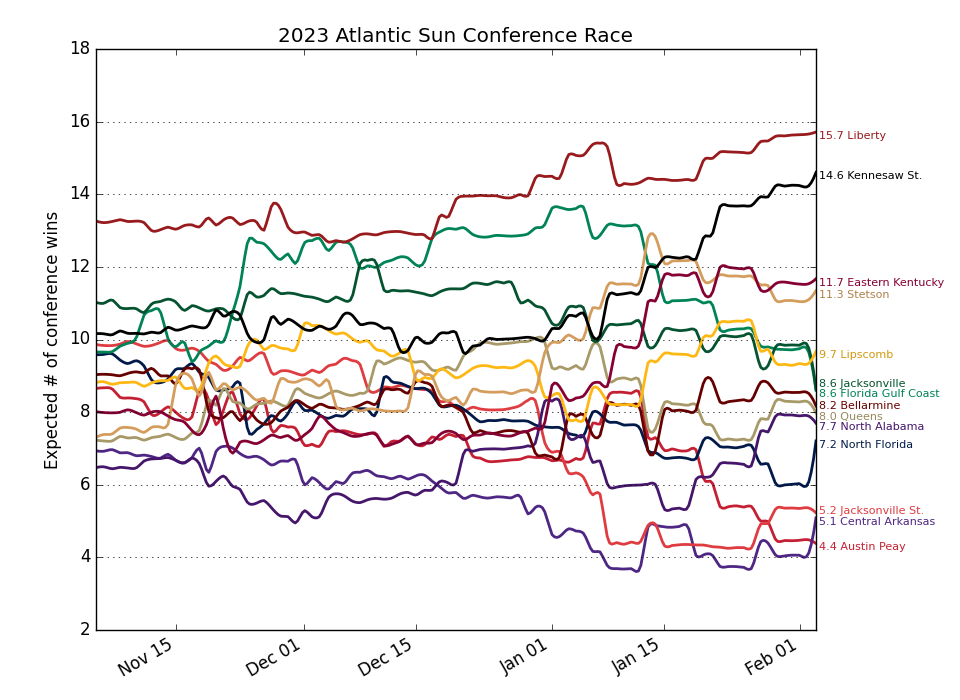 2023 Atlantic Sun Conference Race
Expected # of conference wins
18
16
14
12
10
8
6
4
2
15.7 Liberty
14.6 Kennesaw St.
11.7 Eastern Kentucky
11.3 Stetson
9.7 Lipscomb
8.6 Jacksonville
8.6 Florida Gulf Coast
8.2 Bellarmine
8.0 Queens
7.7 North Alabama
7.2 North Florida
5.2 Jacksonville St.
5.1 Central Arkansas
4.4 Austin Peay
Nov 15
Dec 01
Dec 15
Jan 01
Jan 15
Feb 01